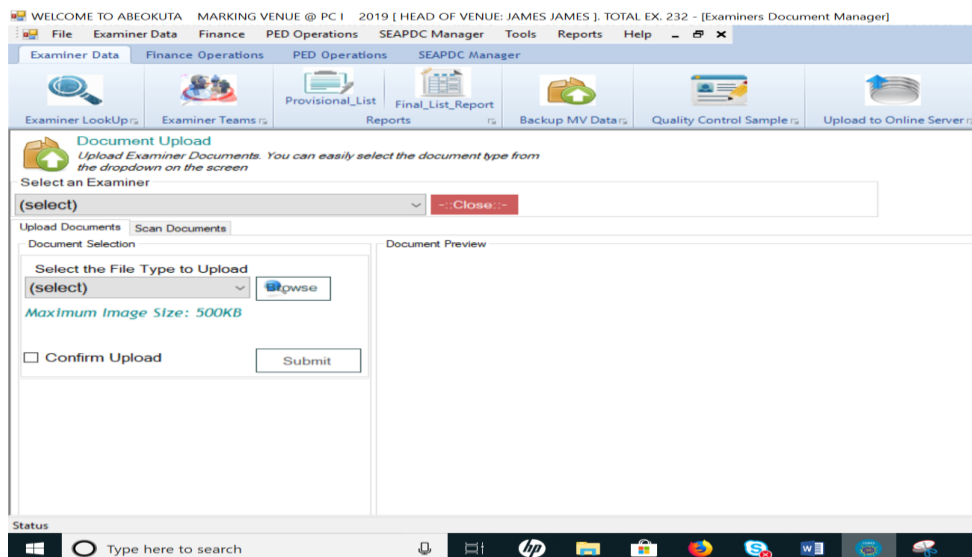 WELCOME TO ABEOKUTA MARKING VENUE @ PC I 2019 [ HEAD OF VENUE: JAMES JAMES ]. TOTAL EX. 232 - [Examiners Document Manager]
File Examiner Data Finance PED Operations SEAPDC Manager Tools Reports Help
Examiner Data Finance Operations PED Operations SEAPDC Manager
Provisional_List Final_List_Report
Examiner LookUp Examiner Teams Reports Backup MV Data Quality Control Sample Upload to Online Server
Document Upload
Upload Examiner Documents. You can easily select the document type from
the dropdown on the screen
Select an Examiner
(select) -::Close::-
Upload Documents Scan Documents
Document Selection Document Preview
Select the File Type to Upload
(select) Browse
Maximum Image Size: 500KB
Confirm Upload Submit
Status
Type here to search
hp